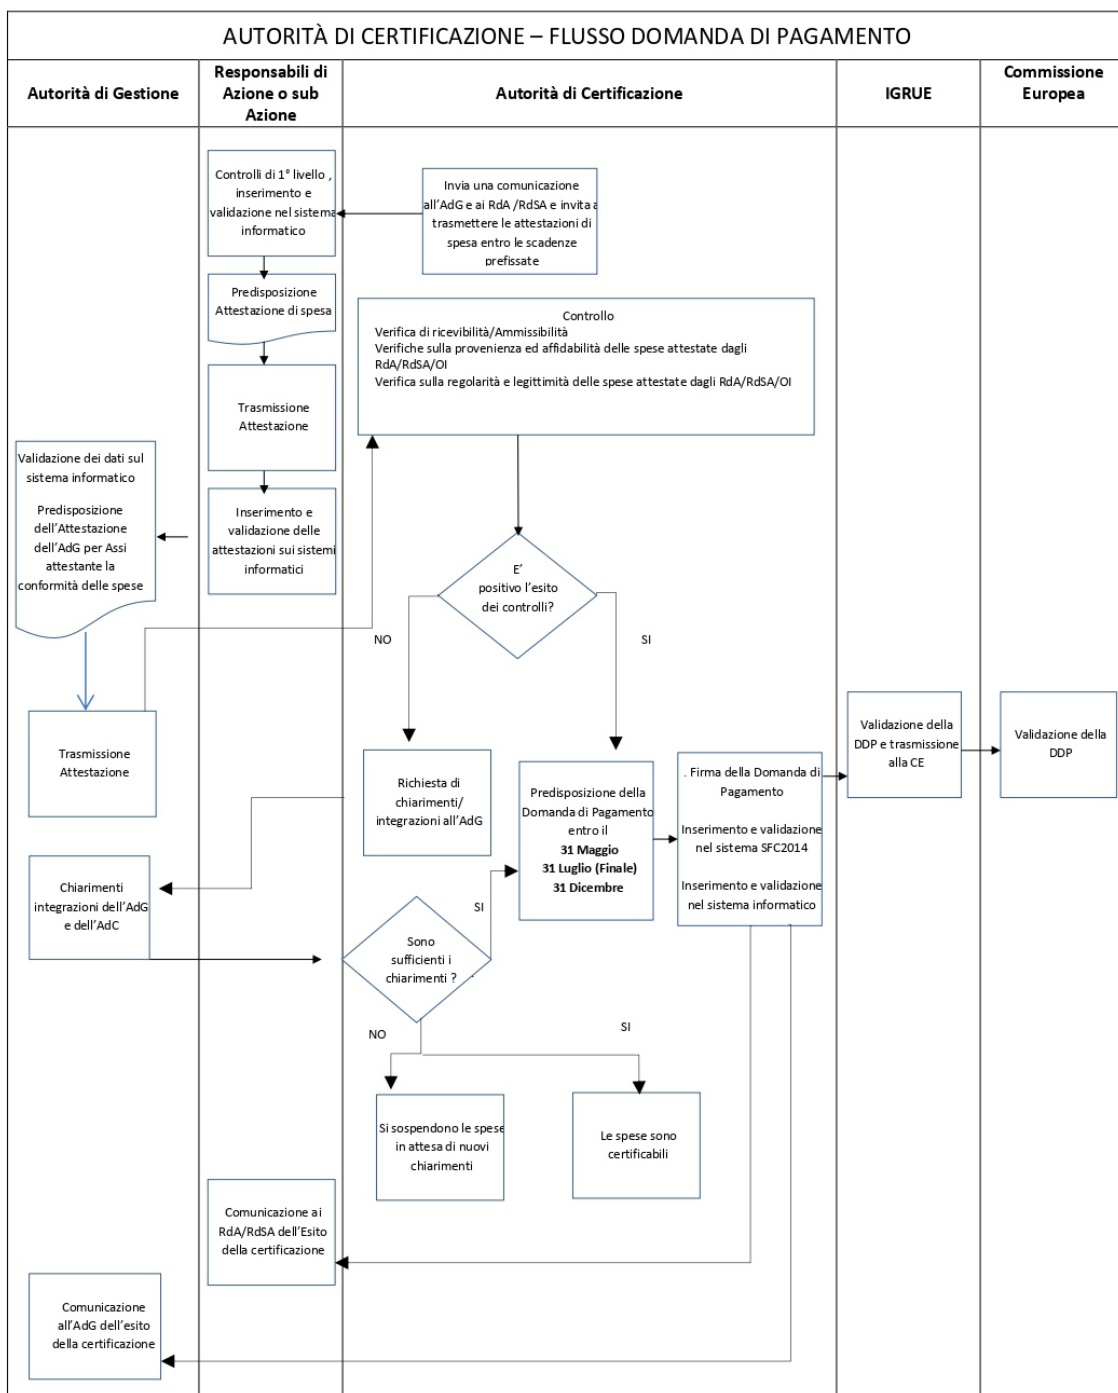 AUTORITÀ DI CERTIFICAZIONE – FLUSSO DOMANDA DI PAGAMENTO
Autorità di Gestione
Responsabili di
Azione o sub
Azione
Autorità di Certificazione
IGRUE
Commissione
Europea
Controlli di 1° livello ,
inserimento e
validazione nel sistema
informatico
Invia una comunicazione
all’AdG e ai RdA /RdSA e invita a
trasmettere le attestazioni di
spesa entro le scadenze
prefissate
Predisposizione
Attestazione di spesa
Controllo
Verifica di ricevibilità/Ammissibilità
Verifiche sulla provenienza ed affidabilità delle spese attestate dagli
RdA/RdSA/OI
Verifica sulla regolarità e legittimità delle spese attestate dagli RdA/RdSA/OI
Trasmissione
Attestazione
Validazione dei dati sul
sistema informatico
Predisposizione
dell’Attestazione
dell’AdG per Assi
attestante la
conformità delle spese
Inserimento e
validazione delle
attestazioni sui sistemi
informatici
E’
positivo l’esito
dei controlli?
NO
SI
Trasmissione
Attestazione
Richiesta di
chiarimenti/
integrazioni all’AdG
Predisposizione della
Domanda di Pagamento
entro il
31 Maggio
31 Luglio (Finale)
31 Dicembre
. Firma della Domanda di
Pagamento
Inserimento e validazione
nel sistema SFC2014
Inserimento e validazione
nel sistema informatico
Validazione della
DDP e trasmissione
alla CE
Validazione della
DDP
Chiarimenti
integrazioni dell’AdG
e dell’AdC
SI
Sono
sufficienti i
chiarimenti ?
NO
SI
Si sospendono le spese
in attesa di nuovi
chiarimenti
Le spese sono
certificabili
Comunicazione ai
RdA/RdSA dell’Esito
della certificazione
Comunicazione
all’AdG dell’esito
della certificazione